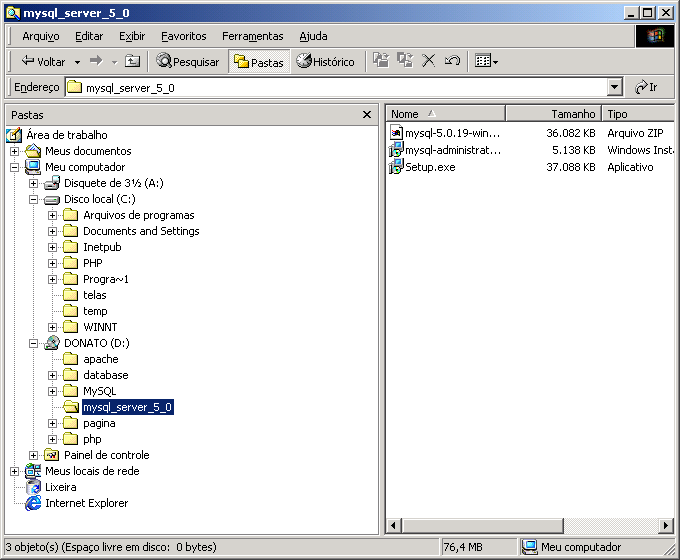 mysql_server_5_0
Arquivo Editar Exibir Favoritos Ferramentas Ajuda
Voltar Pesquisar Pastas Histórico
Endereço mysql_server_5_0 Ir
Pastas
Nome Tamanho Tipo
Área de trabalho
mysql-5.0.19-win... 36.082 KB Arquivo ZIP
Meus documentos
mysql-administrat... 5.138 KB Windows Insta
Meu computador
Setup.exe 37.088 KB Aplicativo
Disquete de 3½ (A:)
Disco local (C:)
Arquivos de programas
Documents and Settings
Inetpub
PHP
Progra~1
telas
temp
WINNT
DONATO (D:)
apache
database
MySQL
mysql_server_5_0
pagina
php
Painel de controle
Meus locais de rede
Lixeira
Internet Explorer
3 objeto(s) (Espaço livre em disco: 0 bytes) 76,4 MB Meu computador